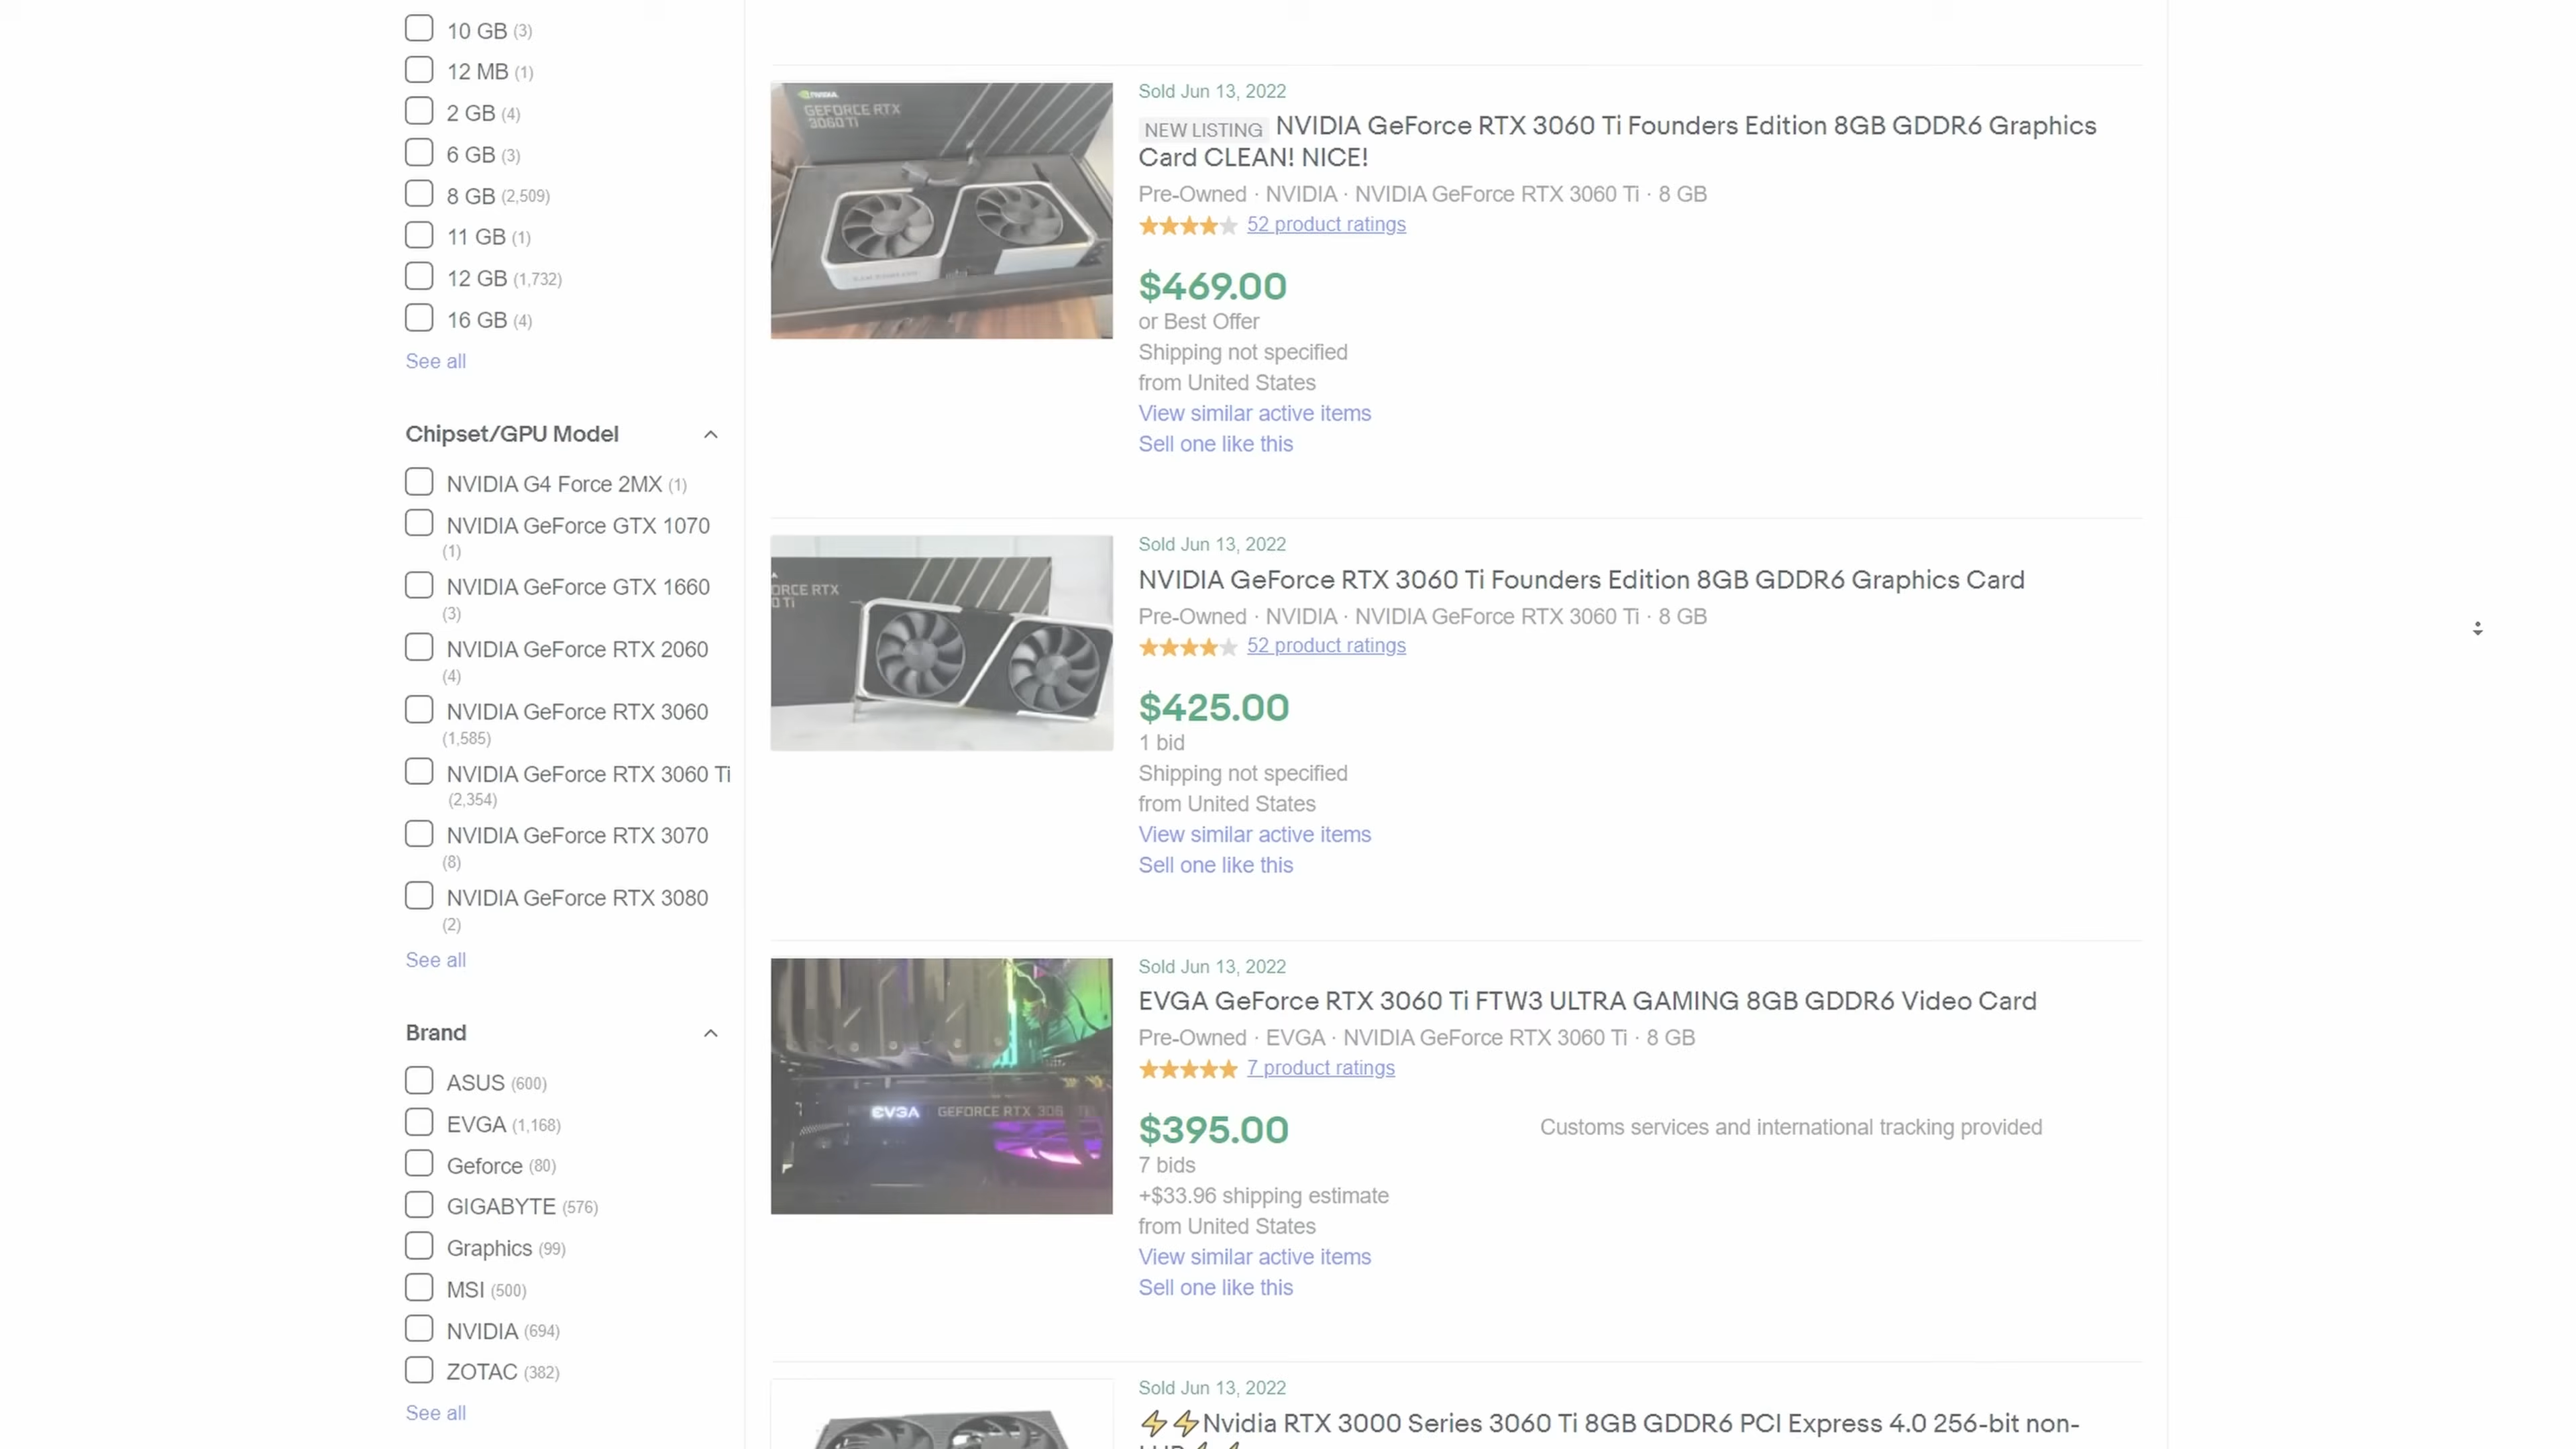 10 GB (3)
12 MB (1)
2 GB (4)
6 GB (3)
8 GB (2,509)
11 GB (1)
12 GB (1,732)
16 GB (4)
See all
Chipset/GPU Model
NVIDIA G4 Force 2MX (1)
NVIDIA GeForce GTX 1070
(1)
NVIDIA GeForce GTX 1660
(3)
NVIDIA GeForce RTX 2060
(4)
NVIDIA GeForce RTX 3060
(1,585)
NVIDIA GeForce RTX 3060 Ti
(2,354)
NVIDIA GeForce RTX 3070
(8)
NVIDIA GeForce RTX 3080
(2)
See all
Brand
ASUS (600)
EVGA (1,168)
Geforce (80)
GIGABYTE (576)
Graphics (99)
MSI (500)
NVIDIA (694)
ZOTAC (382)
See all
NVIDIA
GEFORCE RTX
3060 Ti
Sold Jun 13, 2022
NEW LISTING NVIDIA GeForce RTX 3060 Ti Founders Edition 8GB GDDR6 Graphics
Card CLEAN! NICE!
Pre-Owned · NVIDIA · NVIDIA GeForce RTX 3060 Ti · 8 GB
52 product ratings
$469.00
or Best Offer
Shipping not specified
from United States
View similar active items
Sell one like this
ORCE RTX
0 Ti
Sold Jun 13, 2022
NVIDIA GeForce RTX 3060 Ti Founders Edition 8GB GDDR6 Graphics Card
Pre-Owned · NVIDIA · NVIDIA GeForce RTX 3060 Ti · 8 GB
52 product ratings
$425.00
1 bid
Shipping not specified
from United States
View similar active items
Sell one like this
EVGA GEFORCE RTX 306
Sold Jun 13, 2022
EVGA GeForce RTX 3060 Ti FTW3 ULTRA GAMING 8GB GDDR6 Video Card
Pre-Owned · EVGA · NVIDIA GeForce RTX 3060 Ti · 8 GB
7 product ratings
$395.00
Customs services and international tracking provided
7 bids
+$33.96 shipping estimate
from United States
View similar active items
Sell one like this
Sold Jun 13, 2022
⚡⚡Nvidia RTX 3000 Series 3060 Ti 8GB GDDR6 PCI Express 4.0 256-bit non-